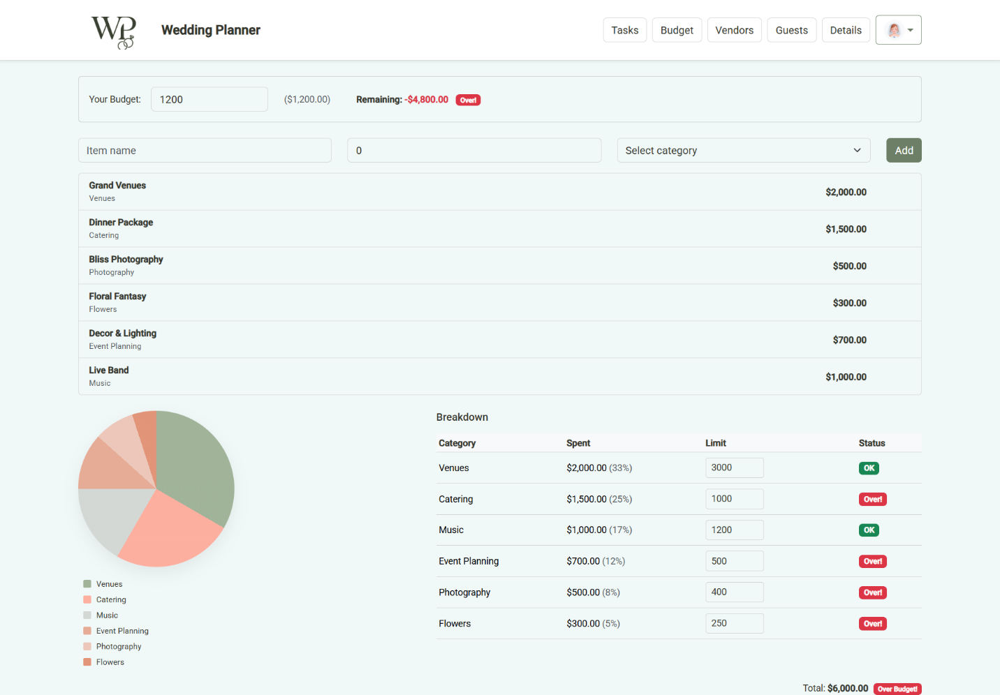 WP
Wedding Planner
Tasks
Budget
Vendors
Guests
Details
Your Budget: 1200 ($1,200.00) Remaining: -$4,800.00 Over!
Item name
0
Select category
Add
Grand Venues
Venues
$2,000.00
Dinner Package
Catering
$1,500.00
Bliss Photography
Photography
$500.00
Floral Fantasy
Flowers
$300.00
Decor & Lighting
Event Planning
$700.00
Live Band
Music
$1,000.00
Venues
Catering
Music
Event Planning
Photography
Flowers
Breakdown
Category Spent Limit Status
Venues $2,000.00 (33%) 3000 OK
Catering $1,500.00 (25%) 1000 Over!
Music $1,000.00 (17%) 1200 OK
Event Planning $700.00 (12%) 500 Over!
Photography $500.00 (8%) 400 Over!
Flowers $300.00 (5%) 250 Over!
Total: $6,000.00 Over Budget!